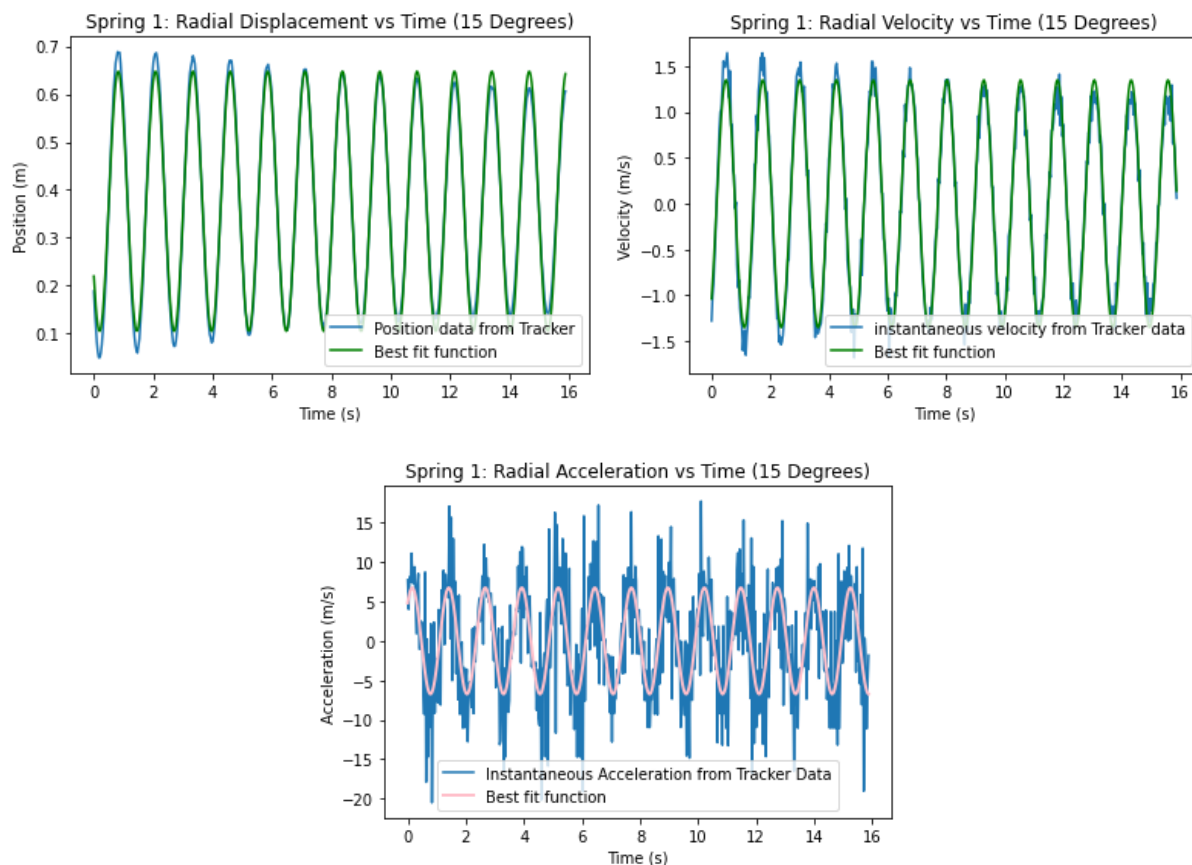 Spring 1: Radial Displacement vs Time (15 Degrees)
0.7
0.6
0.5
0.4
0.3
0.2
0.1
Position (m)
Position data from Tracker
Best fit function
0 2 4 6 8 10 12 14 16
Time (s)
Spring 1: Radial Velocity vs Time (15 Degrees)
1.5
1.0
0.5
0.0
−0.5
−1.0
−1.5
Velocity (m/s)
instantaneous velocity from Tracker data
Best fit function
0 2 4 6 8 10 12 14 16
Time (s)
Spring 1: Radial Acceleration vs Time (15 Degrees)
15
10
5
0
−5
−10
−15
−20
Acceleration (m/s)
Instantaneous Acceleration from Tracker Data
Best fit function
0 2 4 6 8 10 12 14 16
Time (s)